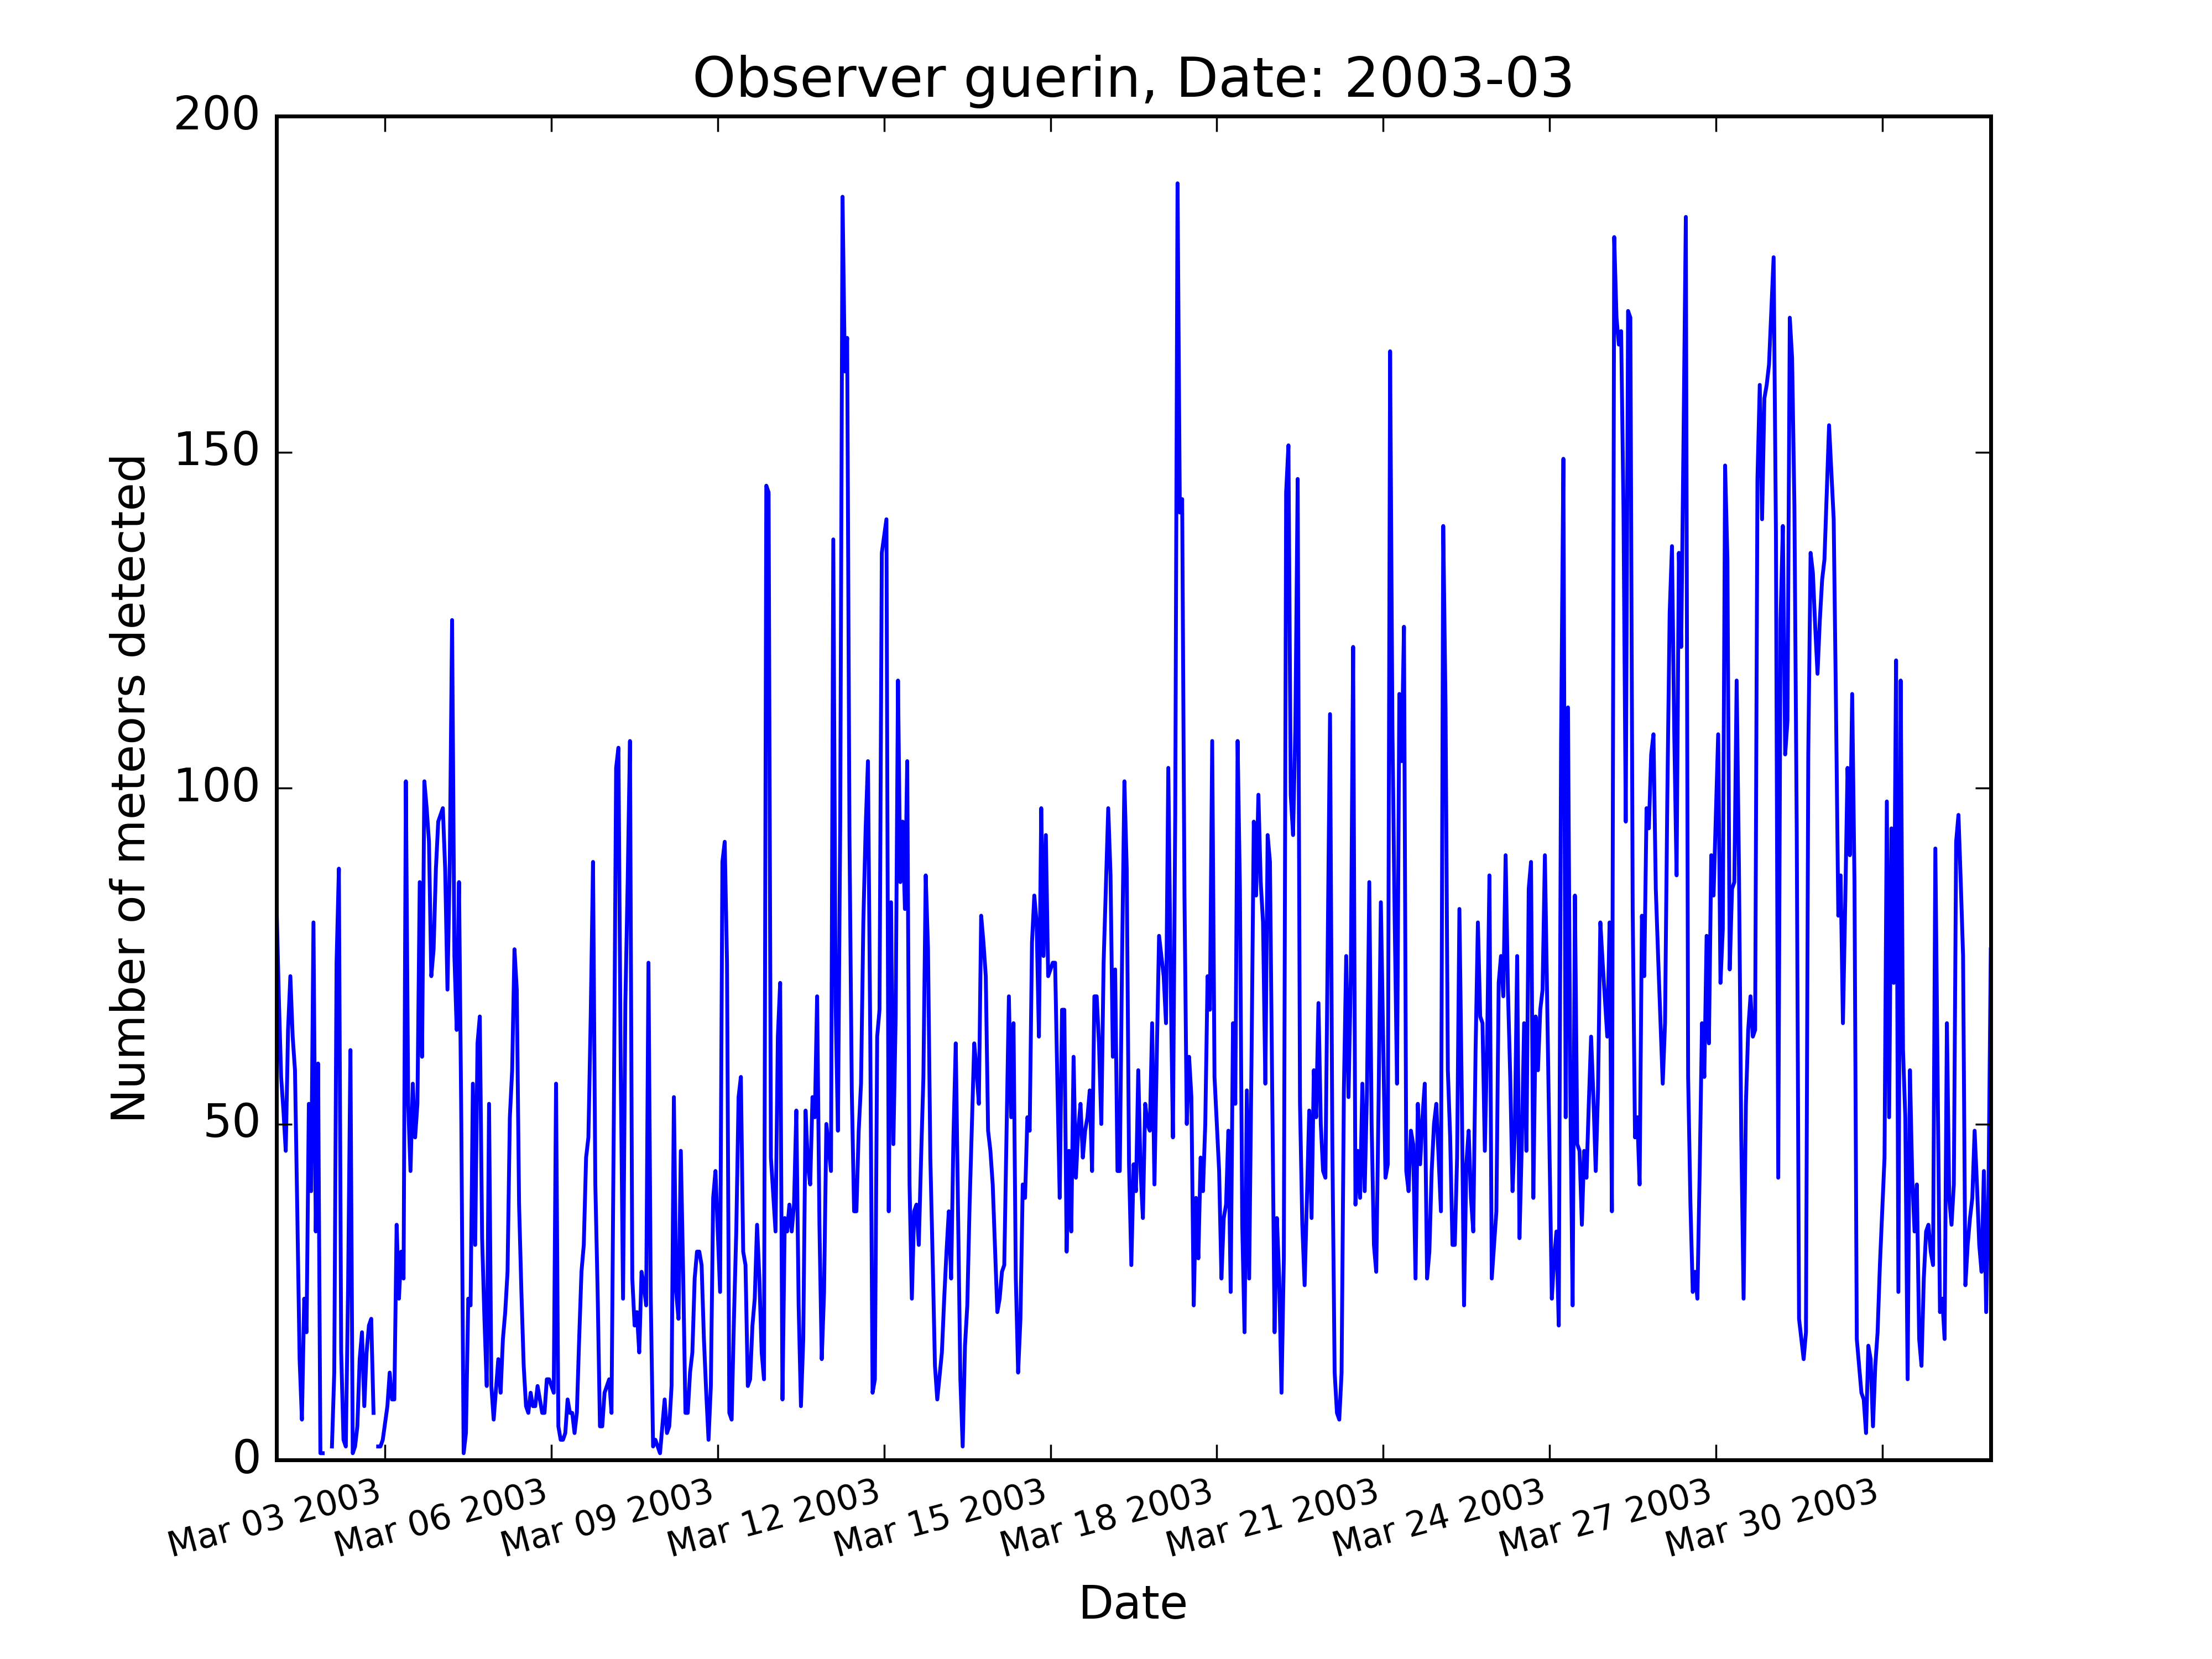 Observer guerin, Date: 2003-03
200
150
100
50
0
Number of meteors detected
Mar 03 2003
Mar 06 2003
Mar 09 2003
Mar 12 2003
Mar 15 2003
Mar 18 2003
Mar 21 2003
Mar 24 2003
Mar 27 2003
Mar 30 2003
Date